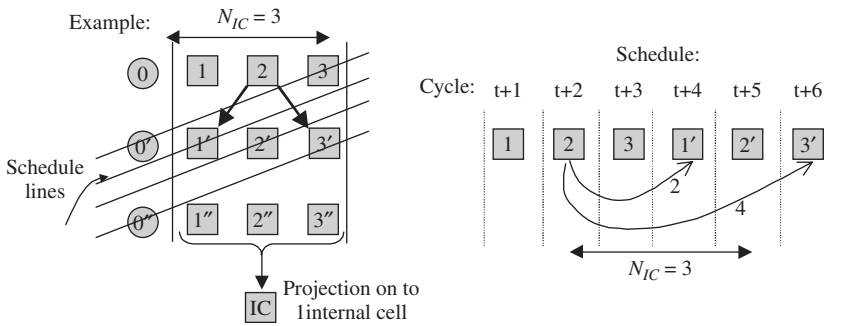 Example:
N_IC = 3
0 1 2 3
0′ 1′ 2′ 3′
Schedule
lines
0″ 1″ 2″ 3″
IC
Projection on to
1internal cell
Schedule:
Cycle: t+1 t+2 t+3 t+4 t+5 t+6
1 2 3 1′ 2′ 3′
2
4
N_IC = 3